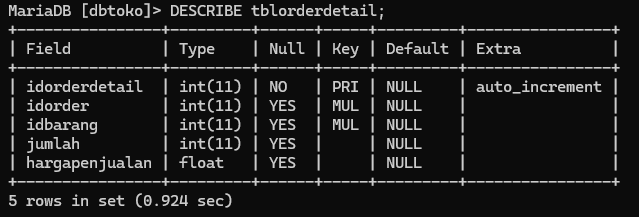 MariaDB [dbtoko]> DESCRIBE tblorderdetail;
+----------------+---------+------+-----+---------+----------------+
| Field          | Type    | Null | Key | Default | Extra          |
+----------------+---------+------+-----+---------+----------------+
| idorderdetail  | int(11) | NO   | PRI | NULL    | auto_increment |
| idorder        | int(11) | YES  | MUL | NULL    |                |
| idbarang       | int(11) | YES  | MUL | NULL    |                |
| jumlah         | int(11) | YES  |     | NULL    |                |
| hargapenjualan | float   | YES  |     | NULL    |                |
+----------------+---------+------+-----+---------+----------------+
5 rows in set (0.924 sec)